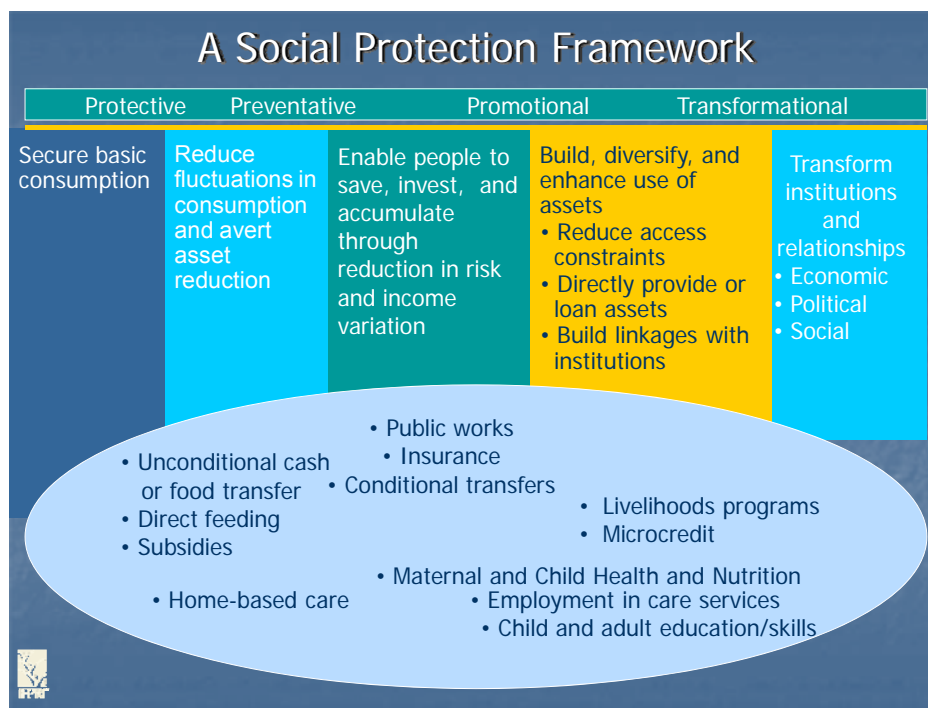 A Social Protection Framework
Protective Preventative Promotional Transformational
Secure basic
consumption
Reduce
fluctuations in
consumption
and avert
asset
reduction
Enable people to
save, invest, and
accumulate
through
reduction in risk
and income
variation
Build, diversify, and
enhance use of
assets
• Reduce access
constraints
• Directly provide or
loan assets
• Build linkages with
institutions
Transform
institutions
and
relationships
• Economic
• Political
• Social
• Public works
• Insurance
• Conditional transfers
• Unconditional cash
or food transfer
• Direct feeding
• Subsidies
• Livelihoods programs
• Microcredit
• Maternal and Child Health and Nutrition
• Home-based care
• Employment in care services
• Child and adult education/skills
IFPRI